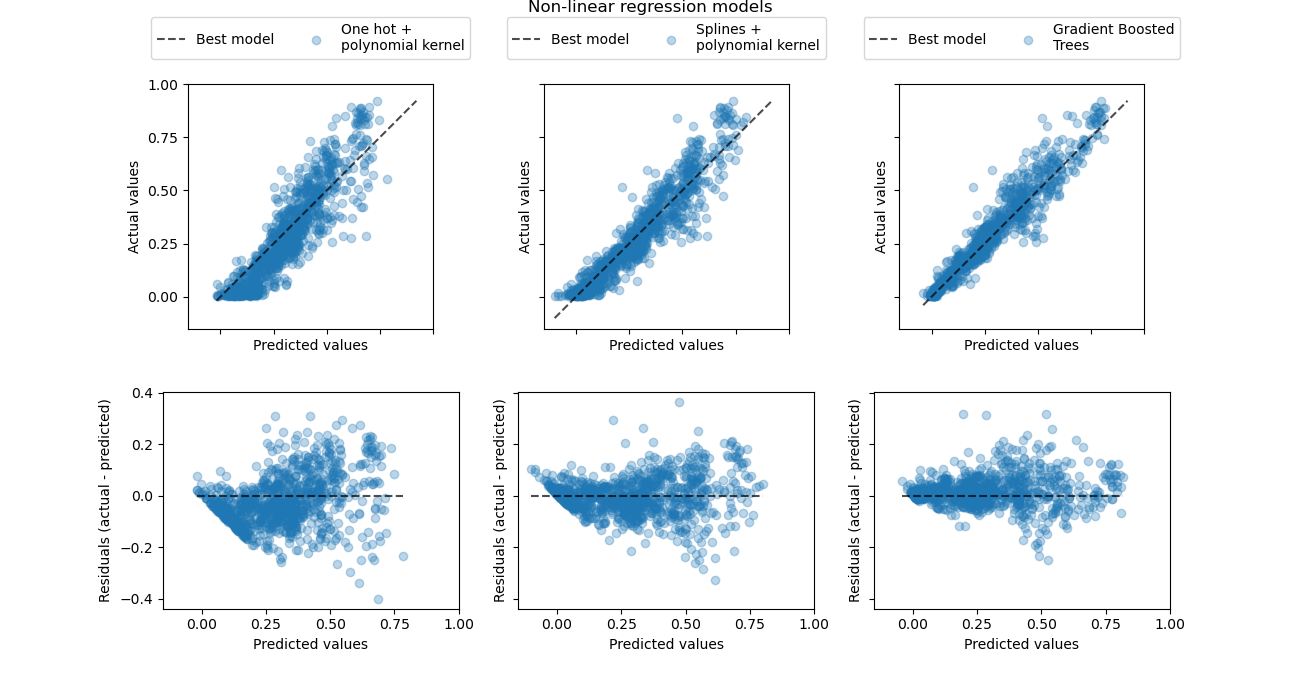 Non-linear regression models
Best model
One hot +
polynomial kernel
Best model
Splines +
polynomial kernel
Best model
Gradient Boosted
Trees
1.00
0.75
0.50
0.25
0.00
Actual values
Predicted values
Actual values
Predicted values
Actual values
Predicted values
0.4
0.2
0.0
−0.2
−0.4
Residuals (actual - predicted)
0.00 0.25 0.50 0.75 1.00
Predicted values
Residuals (actual - predicted)
0.00 0.25 0.50 0.75 1.00
Predicted values
Residuals (actual - predicted)
0.00 0.25 0.50 0.75 1.00
Predicted values